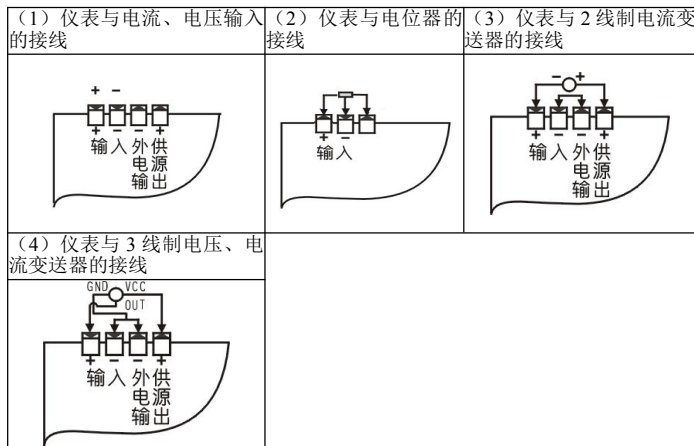 （1）仪表与电流、电压输入
的接线
（2）仪表与电位器的
接线
（3）仪表与 2 线制电流变
送器的接线
+ −
+ − − +
输入 外供
电源
输出
+ −
输入
− +
+ − − +
输入 外供
电源
输出
（4）仪表与 3 线制电压、电
流变送器的接线
GND VCC
OUT
+ − − +
输入 外供
电源
输出